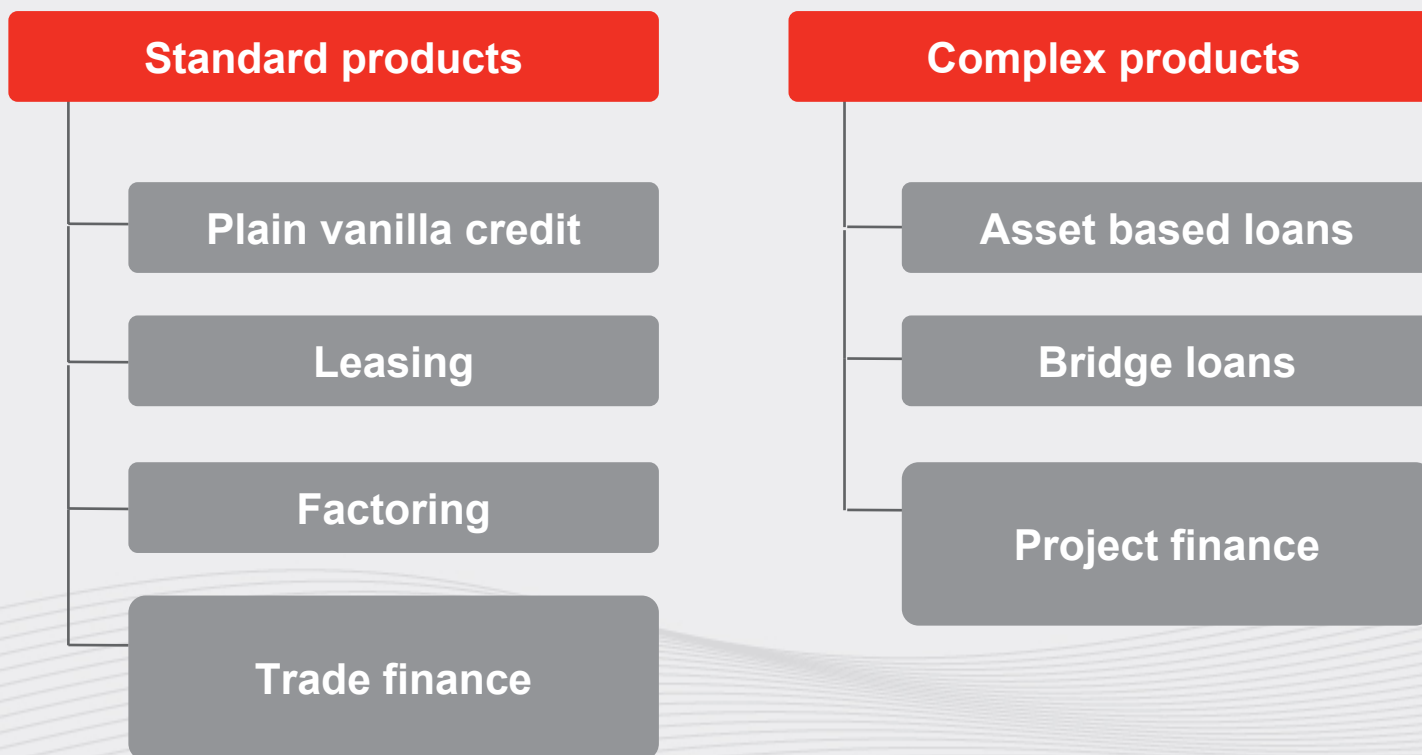 Standard products
Plain vanilla credit
Leasing
Factoring
Trade finance
Complex products
Asset based loans
Bridge loans
Project finance